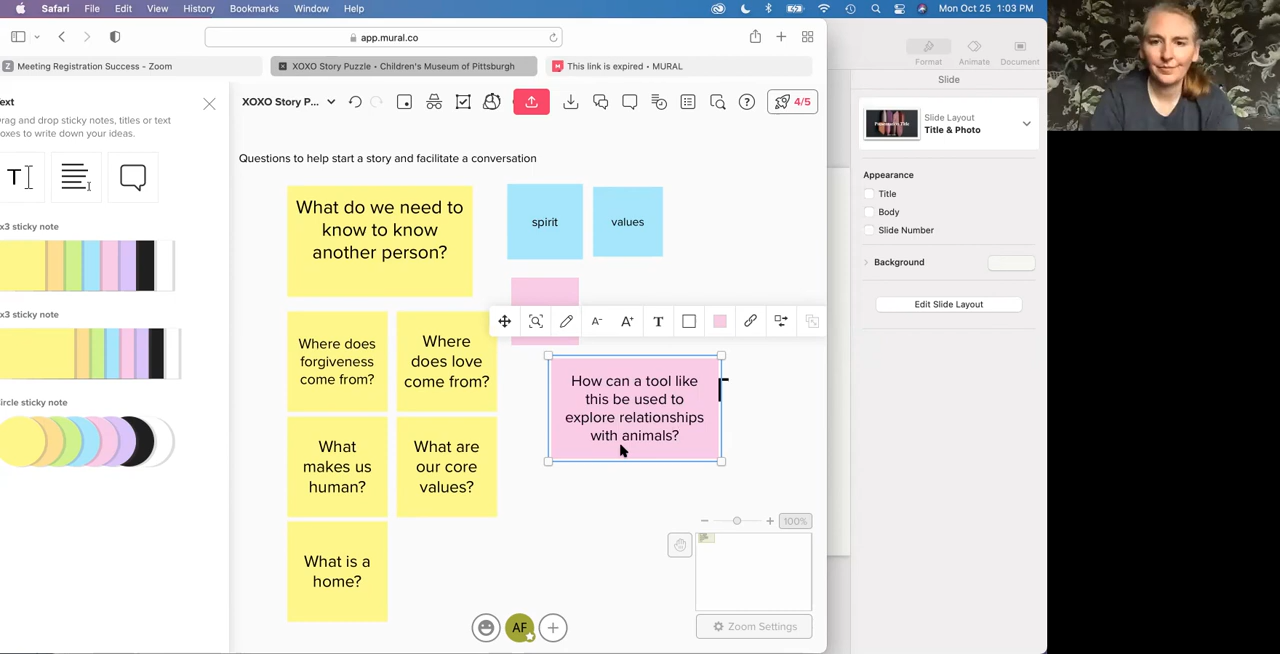 Safari File Edit View History Bookmarks Window Help Mon Oct 25 1:03 PM
app.mural.co
Z Meeting Registration Success - Zoom
XOXO Story Puzzle • Children's Museum of Pittsburgh
This link is expired • MURAL
ext
XOXO Story P...
4/5
rag and drop sticky notes, titles or text
oxes to write down your ideas.
T
x3 sticky note
x3 sticky note
ircle sticky note
Questions to help start a story and facilitate a conversation
What do we need to
know to know
another person?
spirit
values
A-
A+
T
Where does
forgiveness
come from?
Where
does love
come from?
How can a tool like
this be used to
explore relationships
with animals?
What
makes us
human?
What are
our core
values?
What is a
home?
100%
Zoom Settings
AF
Format
Animate
Document
Slide
Slide Layout
Title & Photo
Appearance
Title
Body
Slide Number
Background
Edit Slide Layout